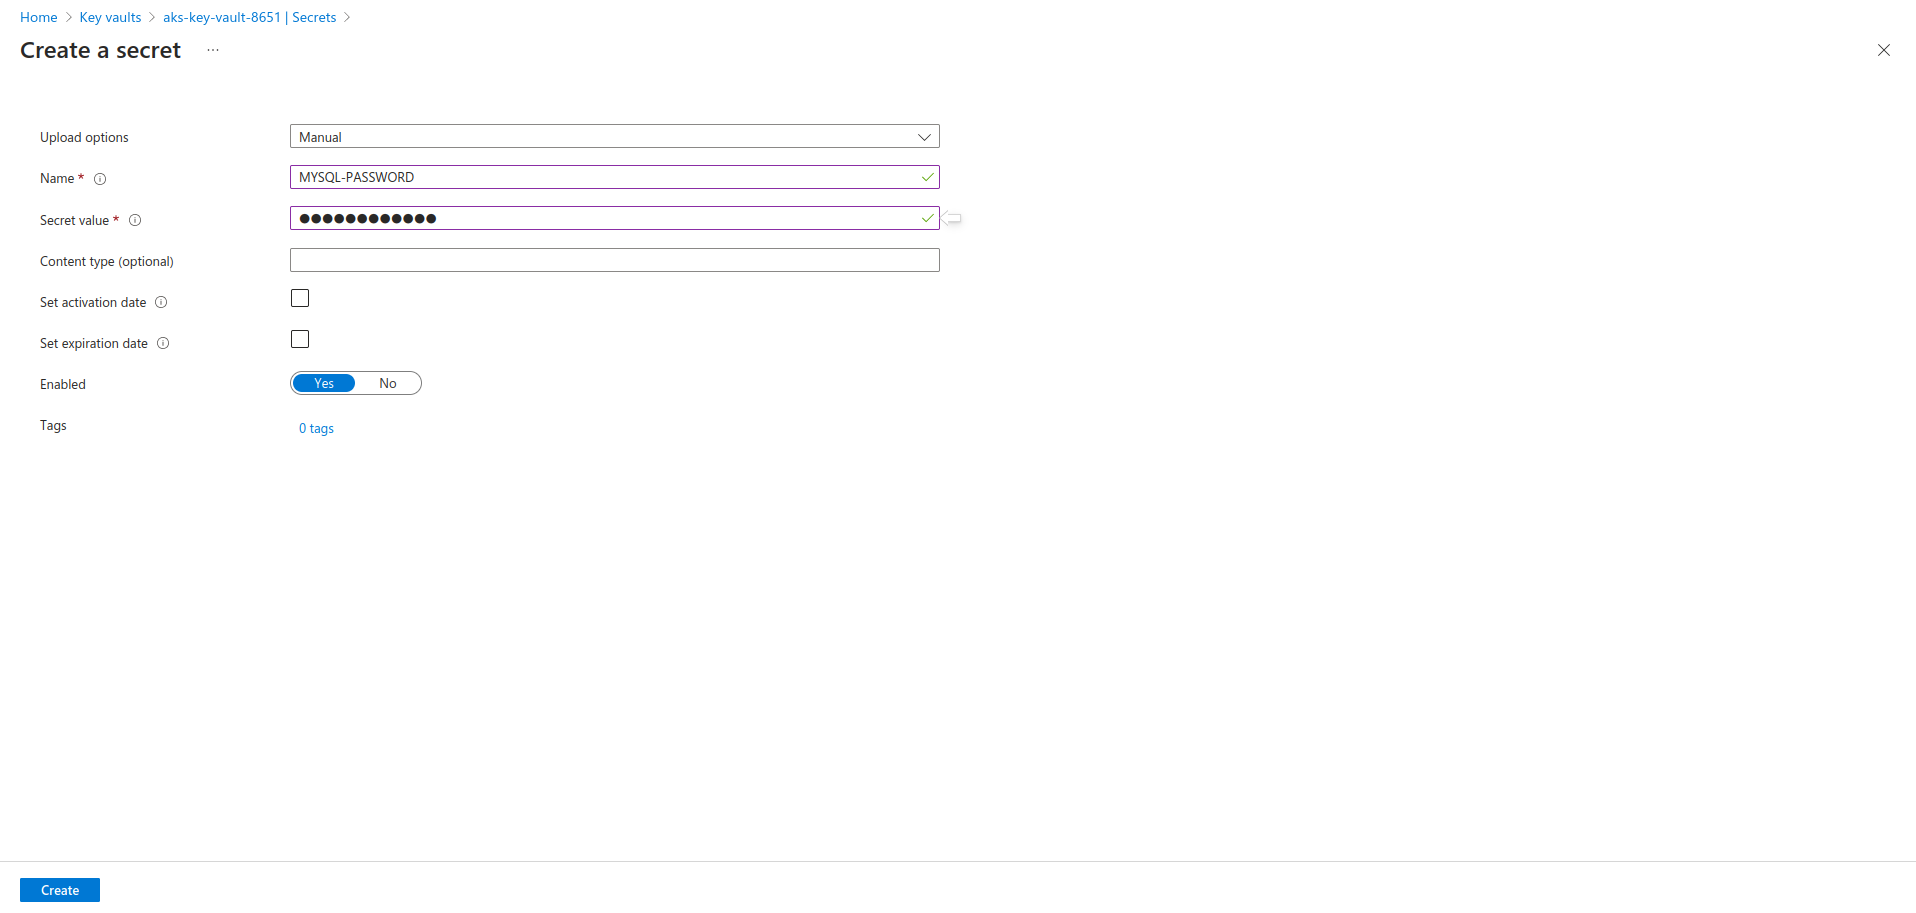 Home > Key vaults > aks-key-vault-8651 | Secrets >
Create a secret ...
Upload options Manual
Name * MYSQL-PASSWORD
Secret value * ●●●●●●●●●●●●
Content type (optional)
Set activation date
Set expiration date
Enabled Yes No
Tags 0 tags
Create